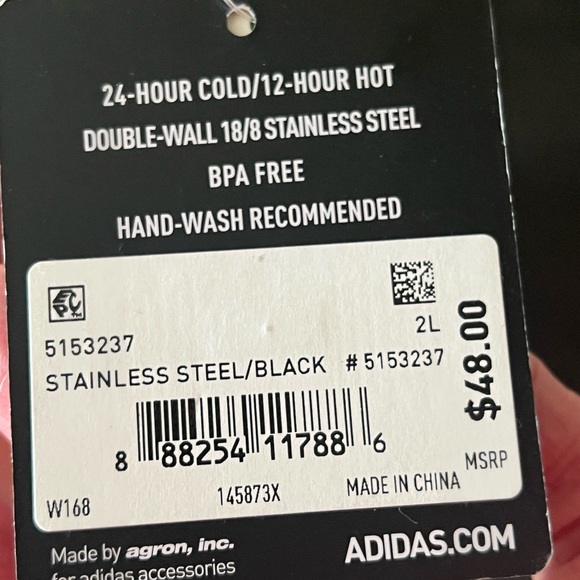 24-HOUR COLD/12-HOUR HOT
DOUBLE-WALL 18/8 STAINLESS STEEL
BPA FREE
HAND-WASH RECOMMENDED
EPC™
5153237
2L
STAINLESS STEEL/BLACK # 5153237
$48.00
8 88254 11788 6
MSRP
W168 145873X MADE IN CHINA
Made by agron, inc.
for adidas accessories
ADIDAS.COM